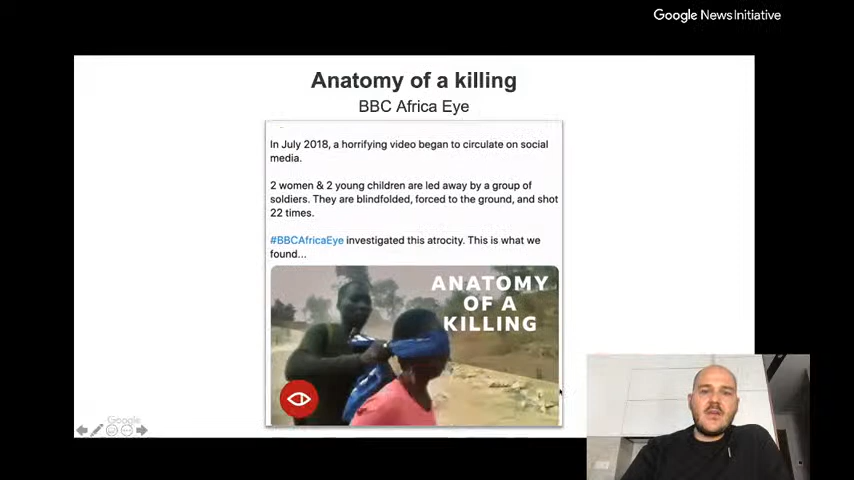 Google News Initiative
Anatomy of a killing
BBC Africa Eye
In July 2018, a horrifying video began to circulate on social
media.
2 women & 2 young children are led away by a group of
soldiers. They are blindfolded, forced to the ground, and shot
22 times.
#BBCAfricaEye investigated this atrocity. This is what we
found...
ANATOMY
OF A
KILLING
Google